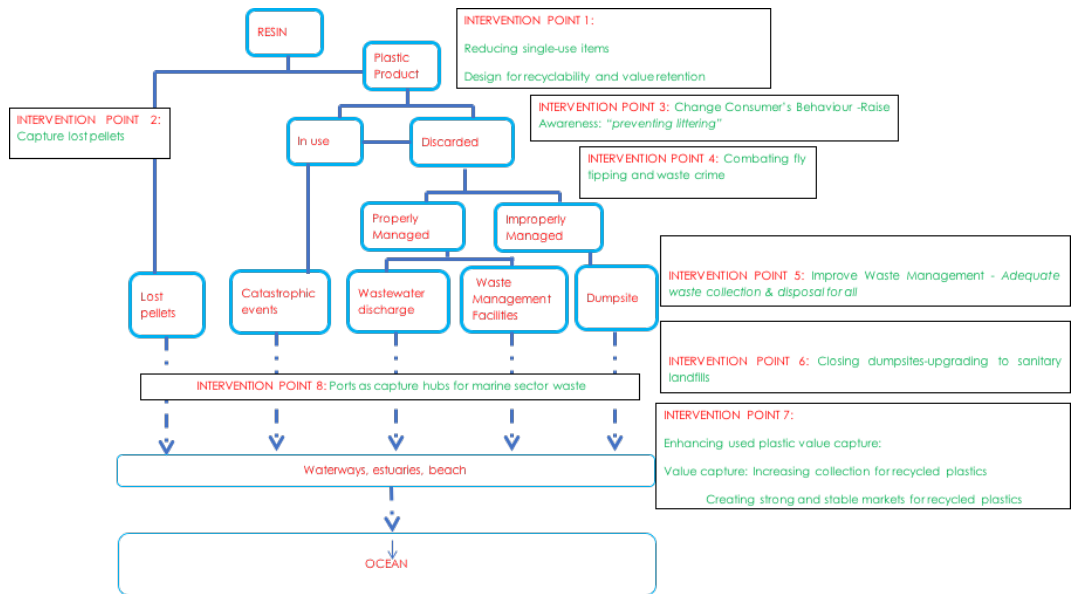 RESIN
INTERVENTION POINT 1:
Reducing single-use items
Design for recyclability and value retention
Plastic
Product
INTERVENTION POINT 2:
Capture lost pellets
INTERVENTION POINT 3: Change Consumer's Behaviour -Raise
Awareness: “preventing littering”
In use
Discarded
INTERVENTION POINT 4: Combating fly
tipping and waste crime
Properly
Managed
Improperly
Managed
INTERVENTION POINT 5: Improve Waste Management - Adequate
waste collection & disposal for all
Lost
pellets
Catastrophic
events
Wastewater
discharge
Waste
Management
Facilities
Dumpsite
INTERVENTION POINT 6: Closing dumpsites-upgrading to sanitary
landfills
INTERVENTION POINT 8: Ports as capture hubs for marine sector waste
INTERVENTION POINT 7:
Enhancing used plastic value capture:
Value capture: Increasing collection for recycled plastics
Creating strong and stable markets for recycled plastics
Waterways, estuaries, beach
OCEAN